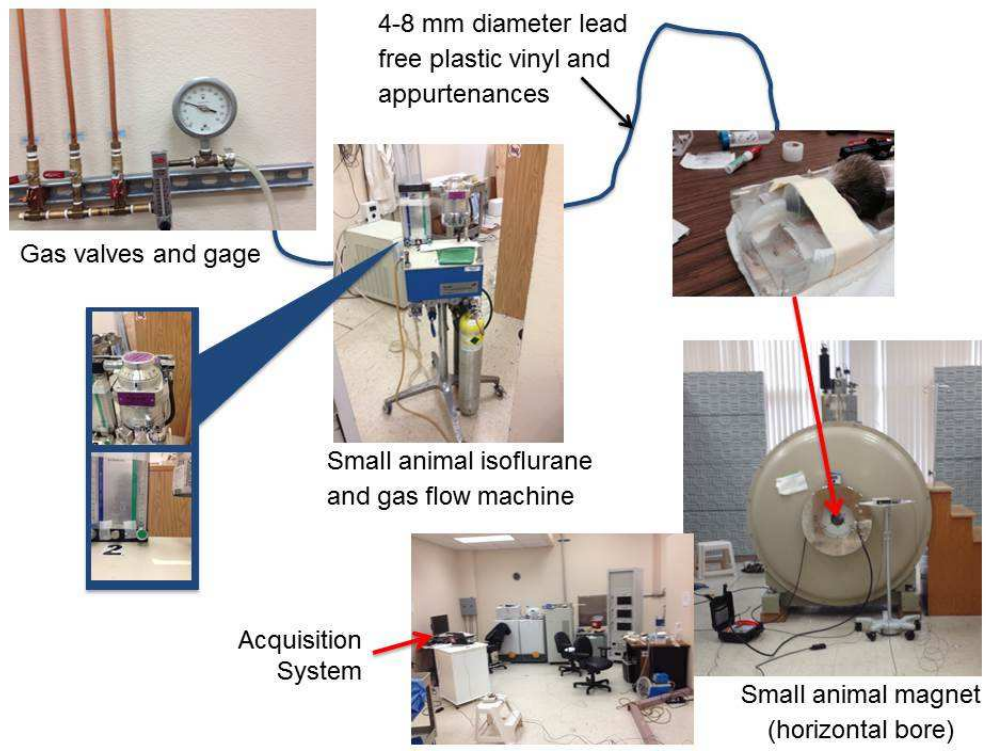 4-8 mm diameter lead
free plastic vinyl and
appurtenances
Gas valves and gage
Small animal isoflurane
and gas flow machine
2
Acquisition
System
Small animal magnet
(horizontal bore)